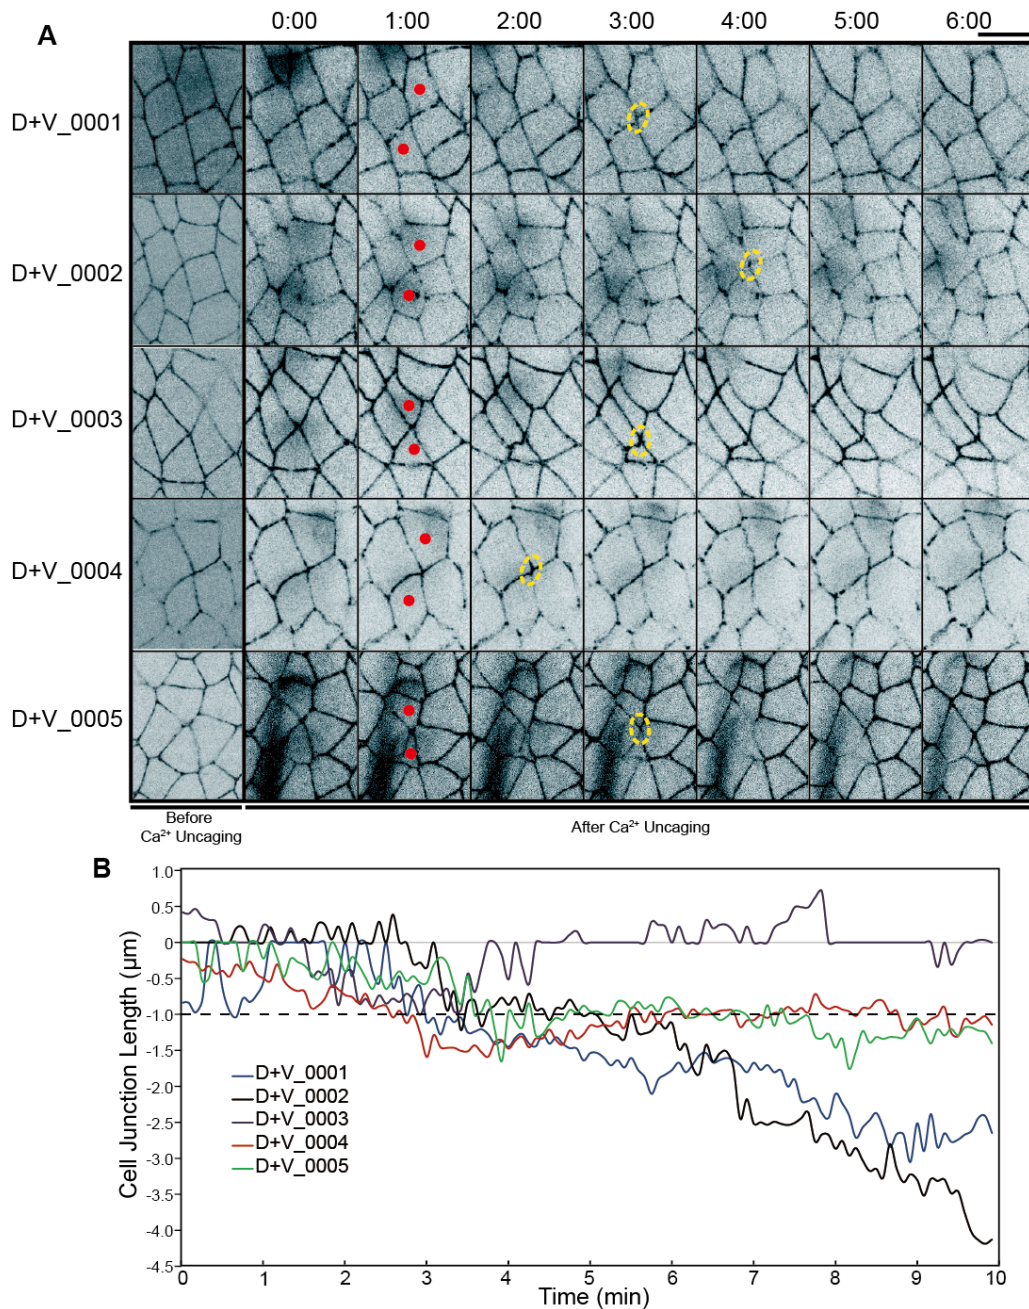 A
0:00 1:00 2:00 3:00 4:00 5:00 6:00
D+V_0001
D+V_0002
D+V_0003
D+V_0004
D+V_0005
Before
Ca²⁺ Uncaging
After Ca²⁺ Uncaging
B
Cell Junction Length (µm)
1.0
0.5
0
-0.5
-1.0
-1.5
-2.0
-2.5
-3.0
-3.5
-4.0
-4.5
D+V_0001
D+V_0002
D+V_0003
D+V_0004
D+V_0005
0 1 2 3 4 5 6 7 8 9 10
Time (min)